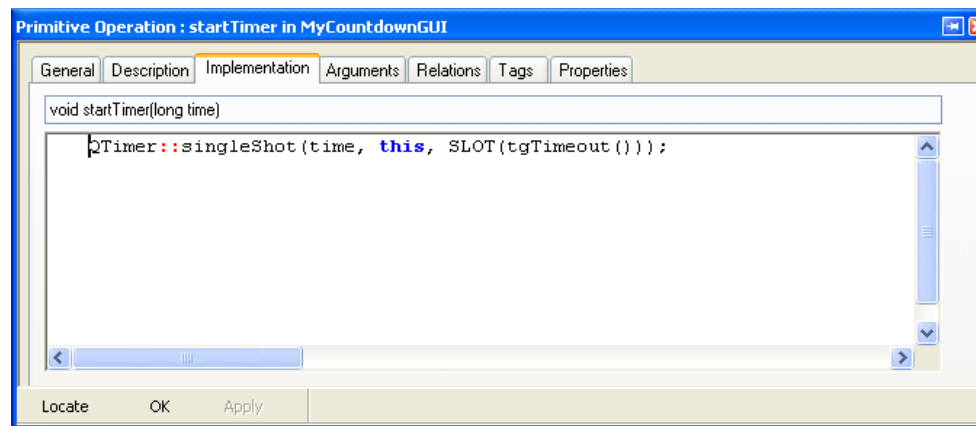 Primitive Operation : startTimer in MyCountdownGUI
General Description Implementation Arguments Relations Tags Properties
void startTimer(long time)
QTimer::singleShot(time, this, SLOT(tgTimeout()));
Locate OK Apply